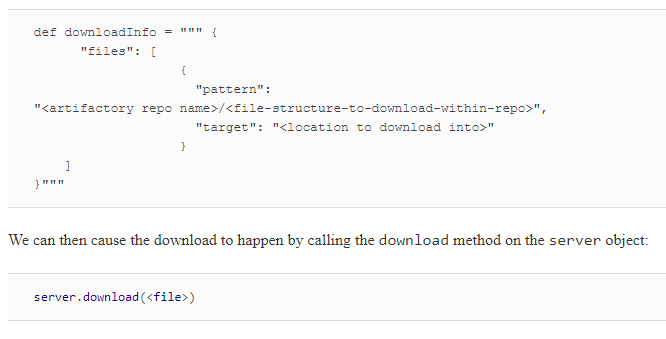 def downloadInfo = """ {
"files": [
{
"pattern":
"<artifactory repo name>/<file-structure-to-download-within-repo>",
"target": "<location to download into>"
}
]
}"""
We can then cause the download to happen by calling the download method on the server object:
server.download(<file>)